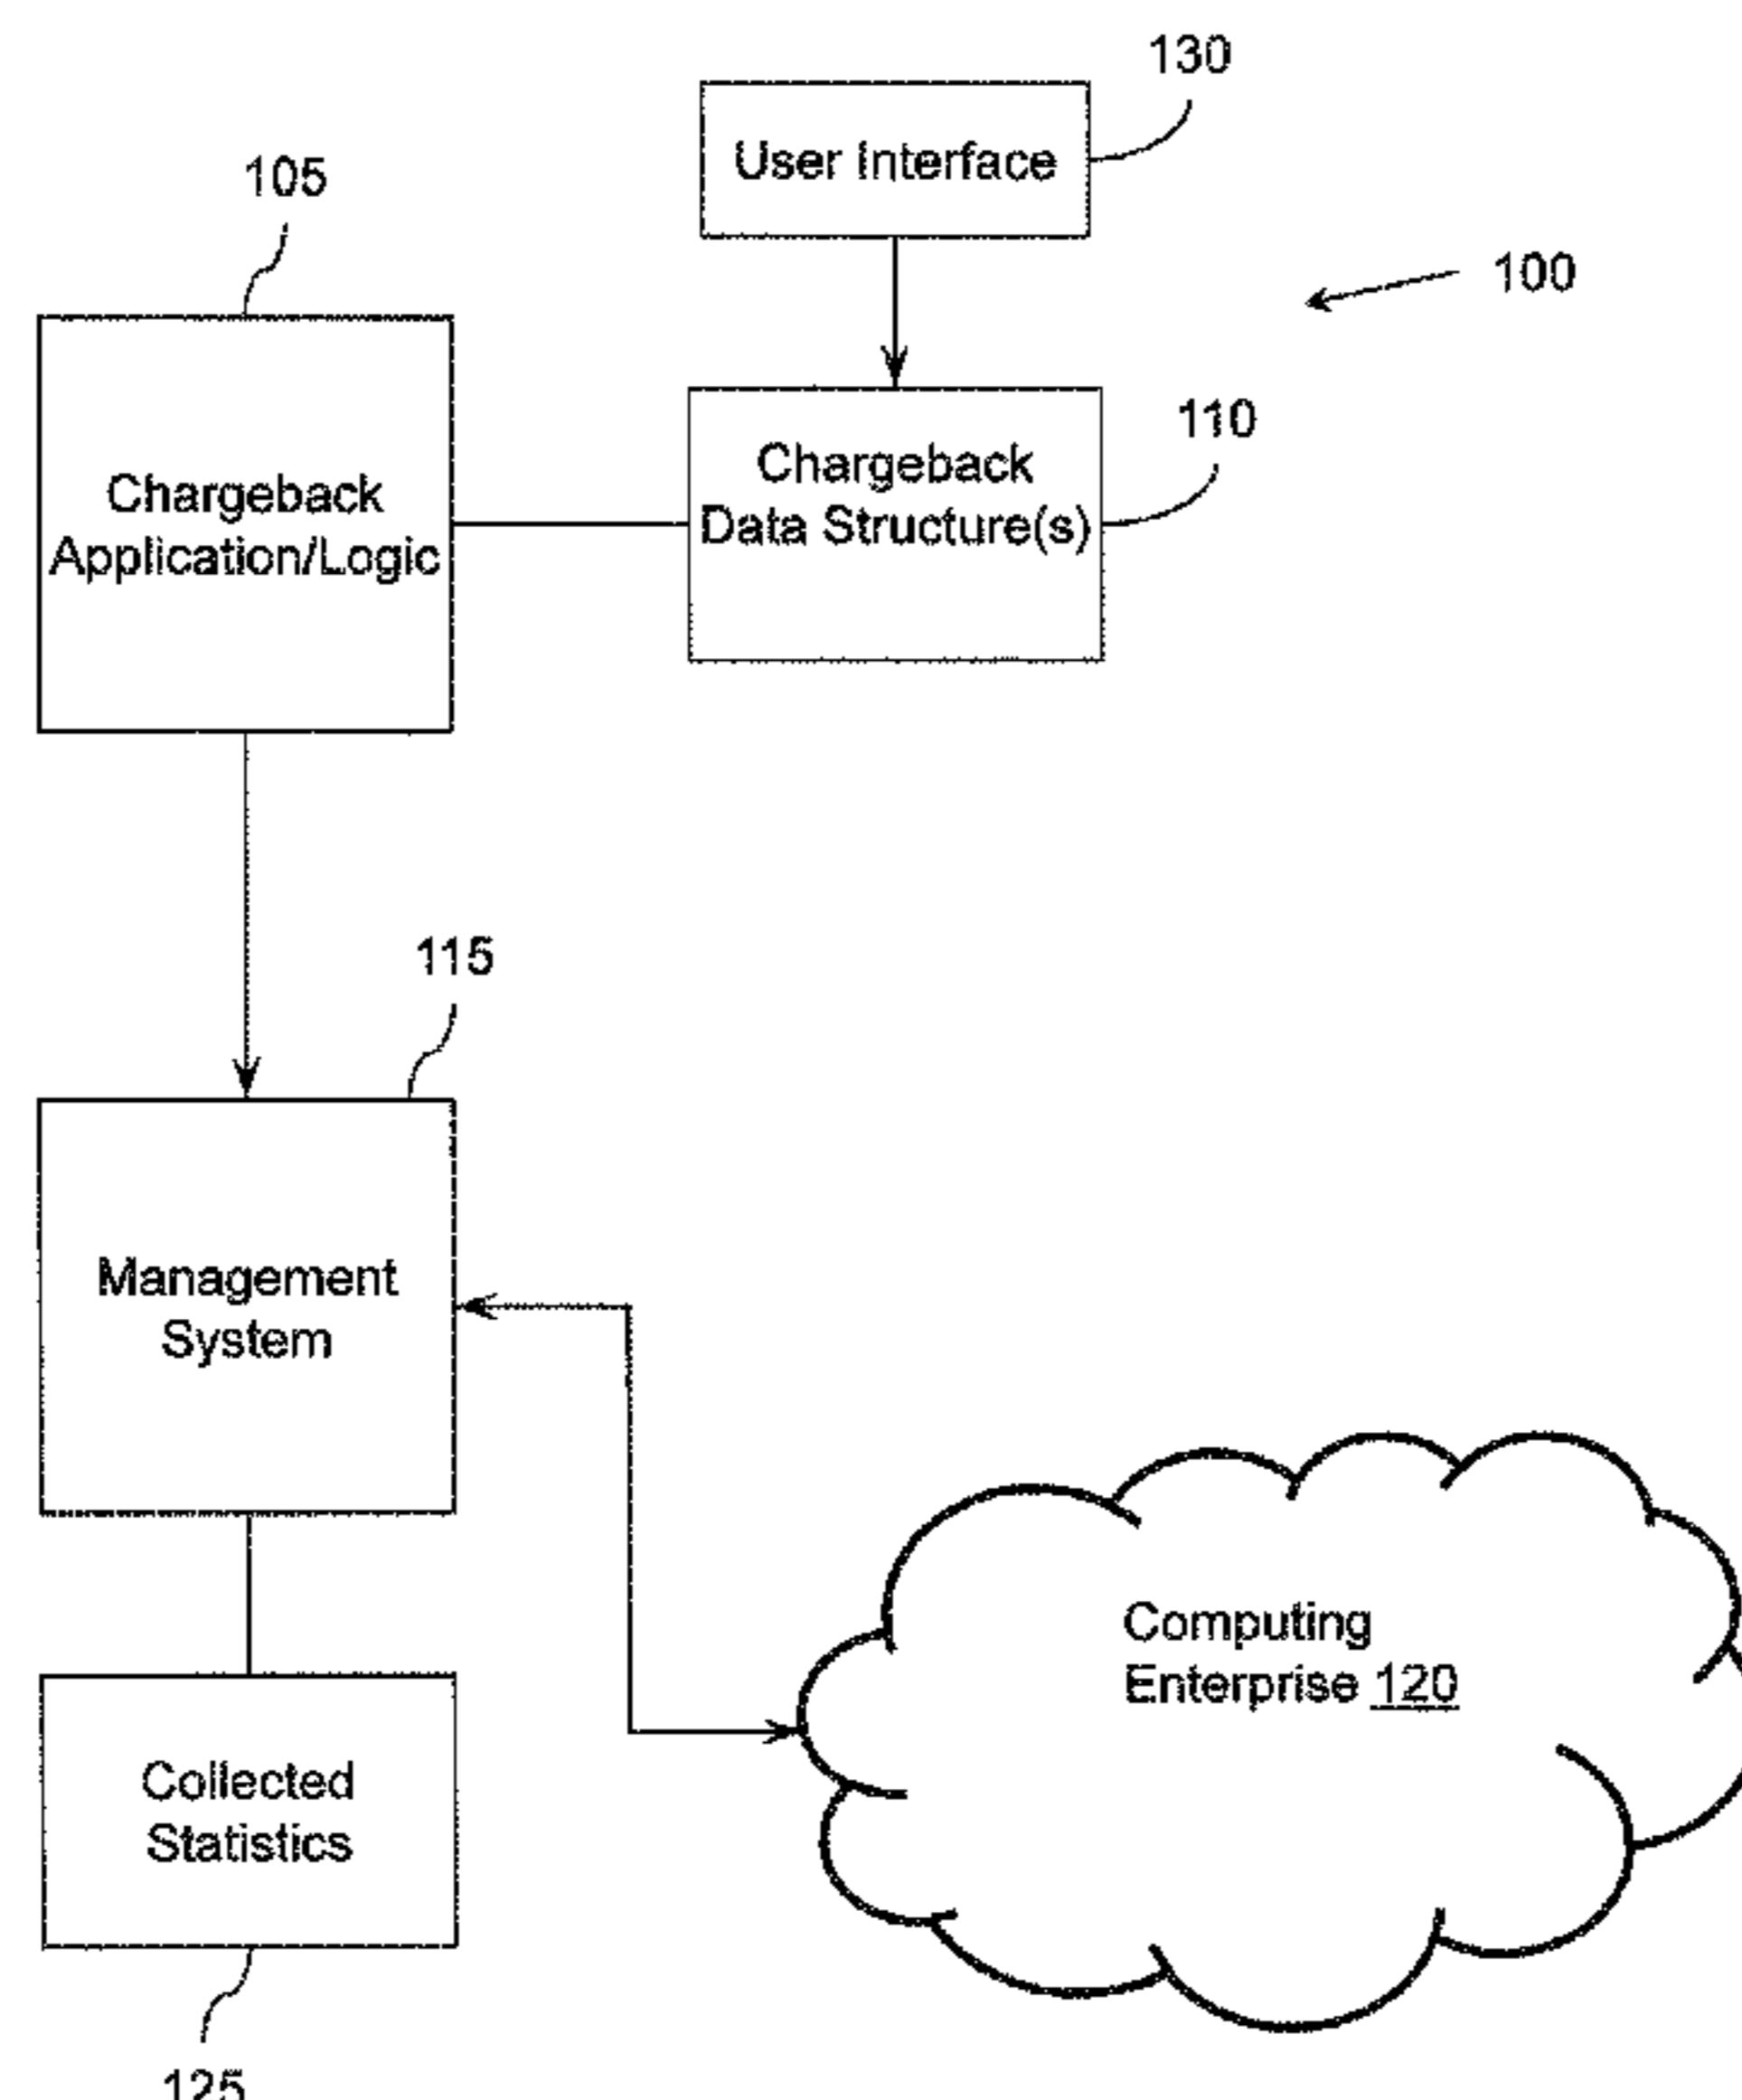 130
User Interface
105
100
110
Chargeback
Data Structure(s)
Chargeback
Application/Logic
115
Management
System
Computing
Enterprise 120
Collected
Statistics
125